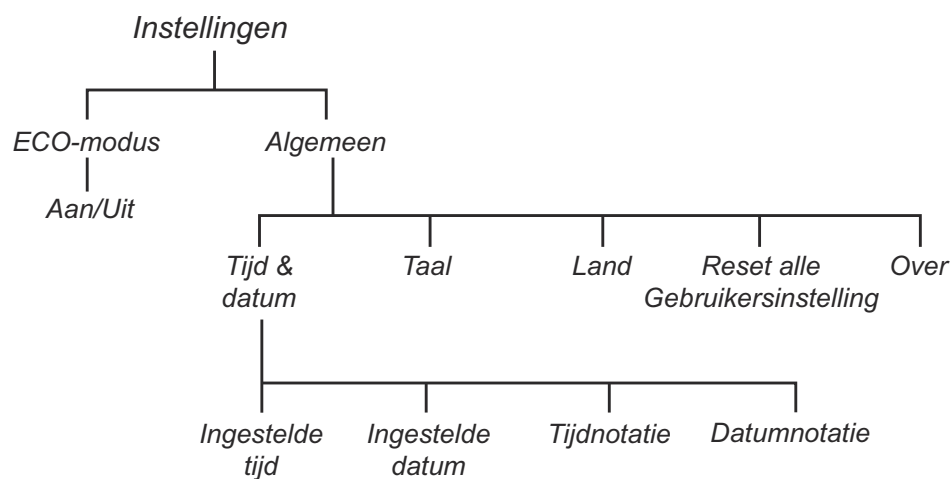 Instellingen
ECO-modus
Algemeen
Aan/Uit
Tijd &
datum
Taal
Land
Reset alle
Gebruikersinstelling
Over
Ingestelde
tijd
Ingestelde
datum
Tijdnotatie
Datumnotatie